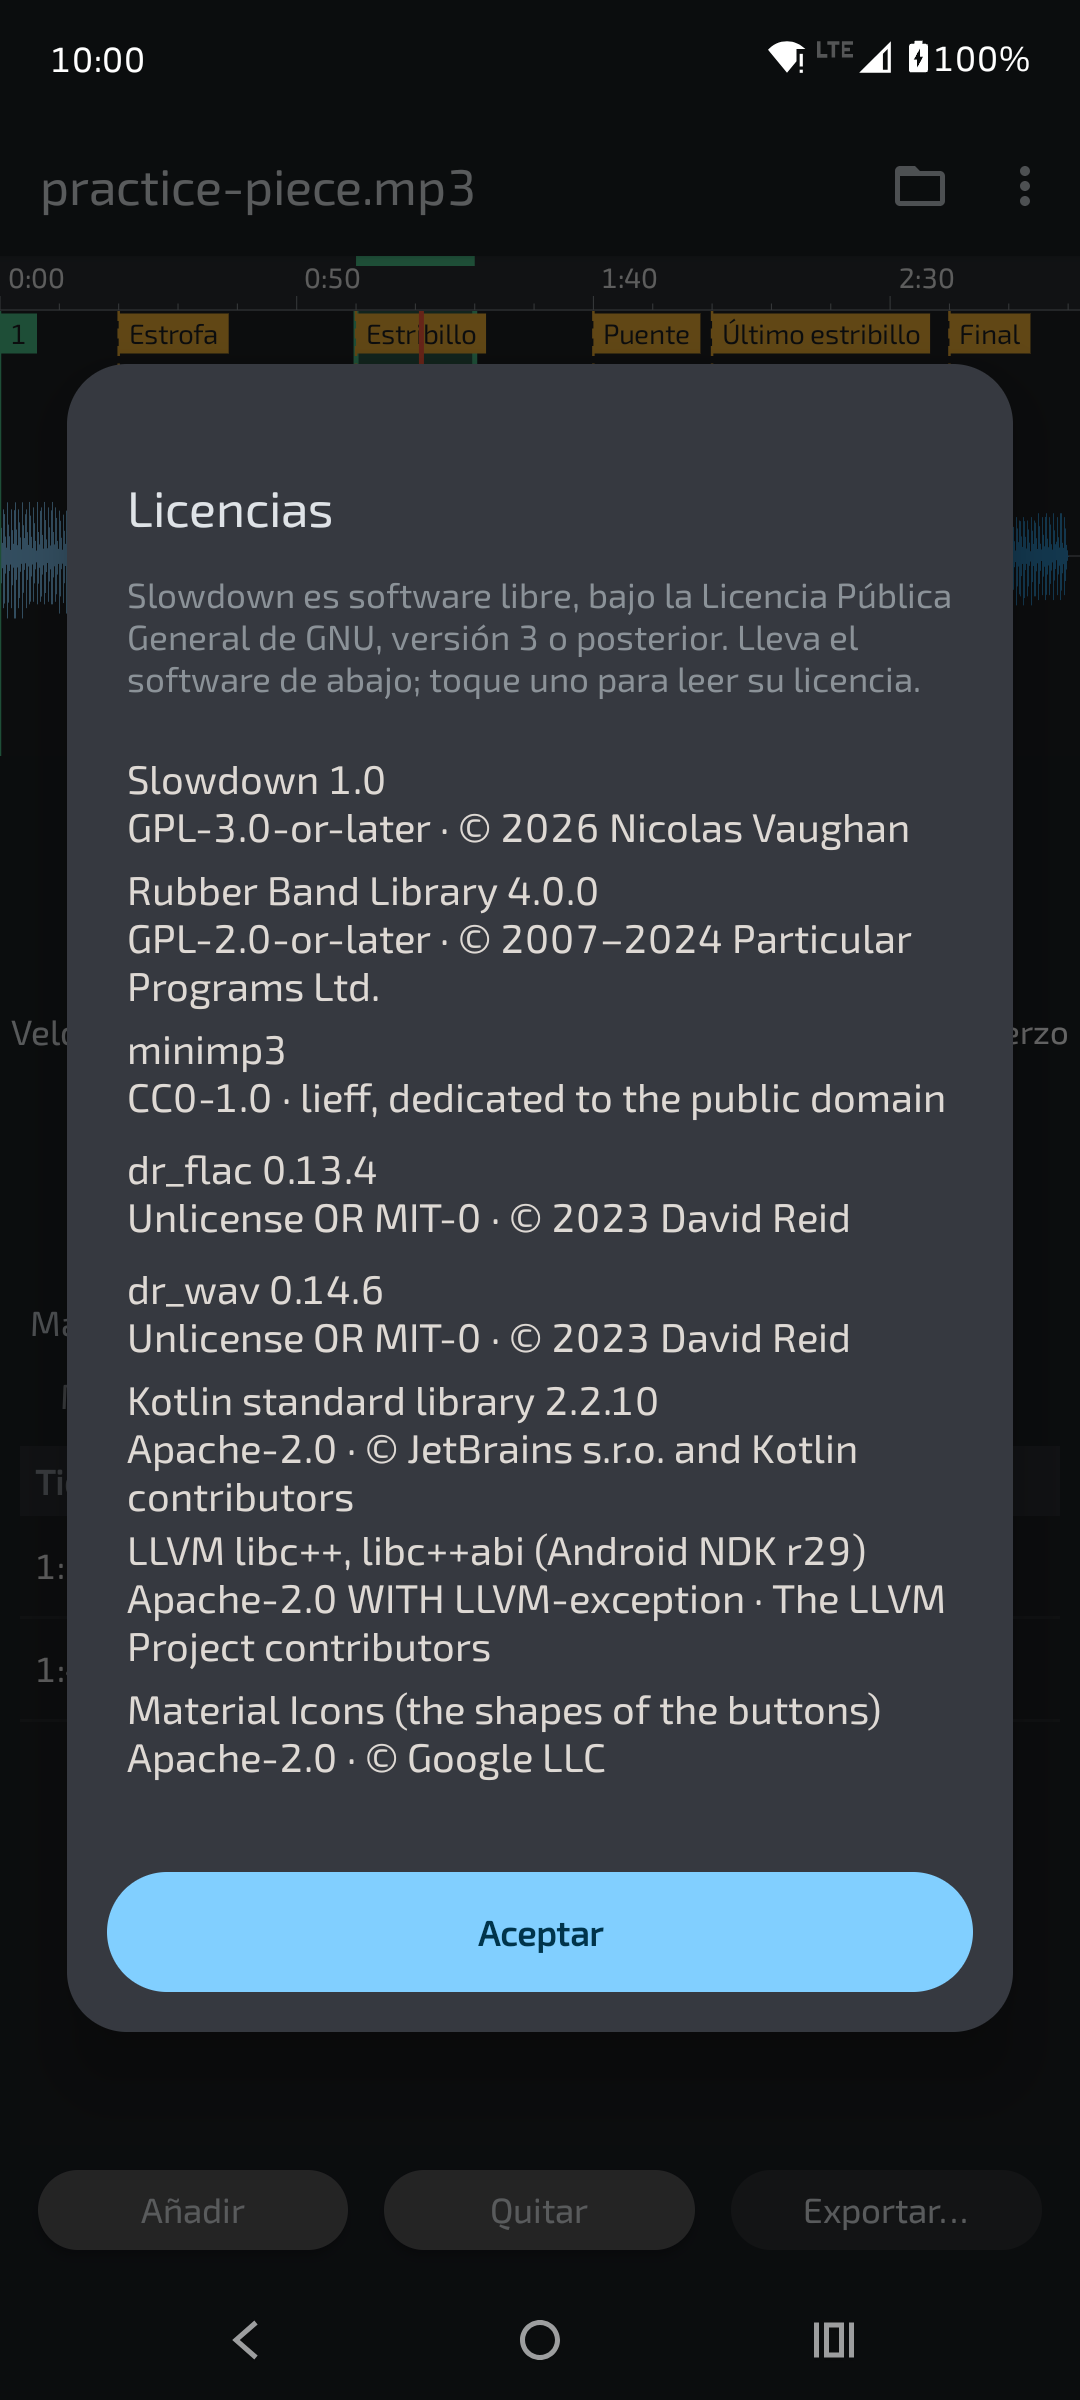 10:00
LTE
100%
practice-piece.mp3
0:00 0:50 1:40 2:30
1 Estrofa Estribillo Puente Último estribillo Final
Licencias
Slowdown es software libre, bajo la Licencia Pública
General de GNU, versión 3 o posterior. Lleva el
software de abajo; toque uno para leer su licencia.
Slowdown 1.0
GPL-3.0-or-later · © 2026 Nicolas Vaughan
Rubber Band Library 4.0.0
GPL-2.0-or-later · © 2007–2024 Particular
Programs Ltd.
minimp3
CC0-1.0 · lieff, dedicated to the public domain
dr_flac 0.13.4
Unlicense OR MIT-0 · © 2023 David Reid
dr_wav 0.14.6
Unlicense OR MIT-0 · © 2023 David Reid
Kotlin standard library 2.2.10
Apache-2.0 · © JetBrains s.r.o. and Kotlin
contributors
LLVM libc++, libc++abi (Android NDK r29)
Apache-2.0 WITH LLVM-exception · The LLVM
Project contributors
Material Icons (the shapes of the buttons)
Apache-2.0 · © Google LLC
Aceptar
Añadir Quitar Exportar...